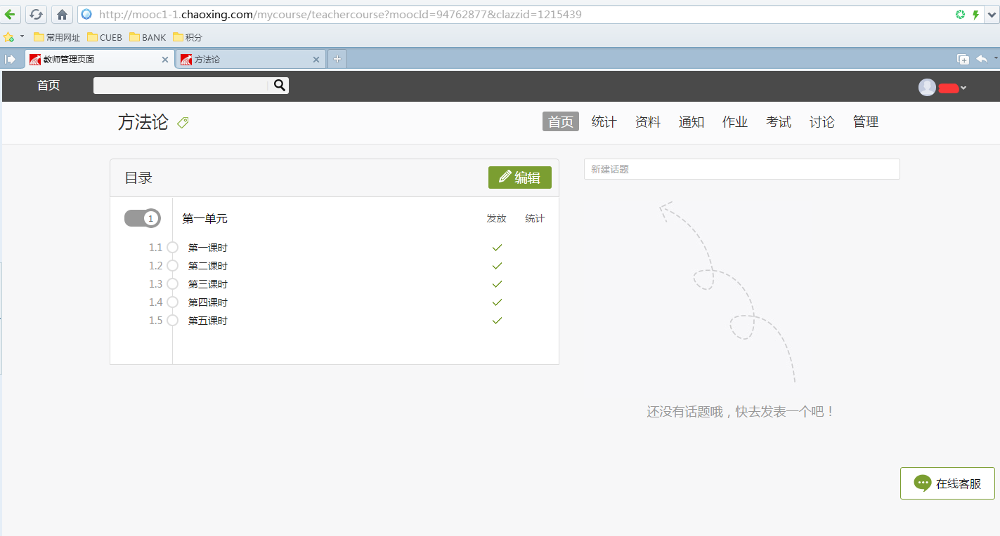 http://mooc1-1.chaoxing.com/mycourse/teachercourse?moocId=94762877&clazzid=1215439
常用网址 CUEB BANK 积分
教师管理页面 方法论
首页
方法论 首页 统计 资料 通知 作业 考试 讨论 管理
目录 编辑
新建话题
1 第一单元 发放 统计
1.1 第一课时
1.2 第二课时
1.3 第三课时
1.4 第四课时
1.5 第五课时
还没有话题哦，快去发表一个吧！
在线客服